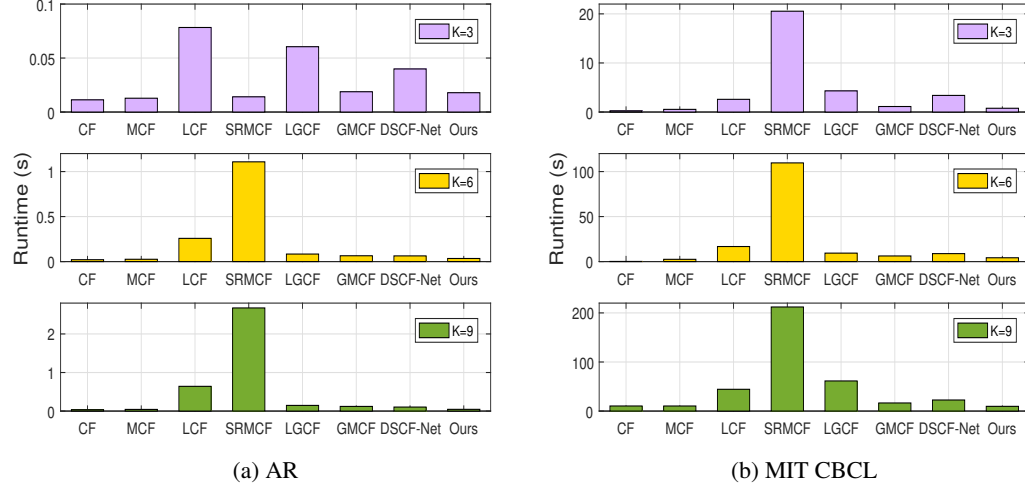 0.1
0.05
0
K=3
CF MCF LCF SRMCF LGCF GMCF DSCF-Net Ours
1
0.5
0
K=6
CF MCF LCF SRMCF LGCF GMCF DSCF-Net Ours
2
1
0
K=9
CF MCF LCF SRMCF LGCF GMCF DSCF-Net Ours
Runtime (s)
(a) AR
20
10
0
K=3
CF MCF LCF SRMCF LGCF GMCF DSCF-Net Ours
100
50
0
K=6
CF MCF LCF SRMCF LGCF GMCF DSCF-Net Ours
200
100
0
K=9
CF MCF LCF SRMCF LGCF GMCF DSCF-Net Ours
Runtime (s)
(b) MIT CBCL